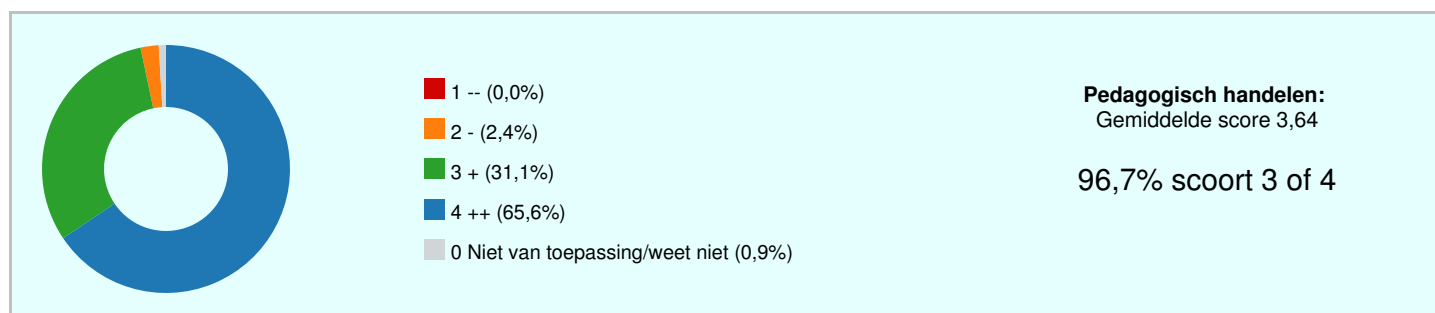 1 -- (0,0%)
2 - (2,4%)
3 + (31,1%)
4 ++ (65,6%)
0 Niet van toepassing/weet niet (0,9%)
Pedagogisch handelen:
Gemiddelde score 3,64
96,7% scoort 3 of 4